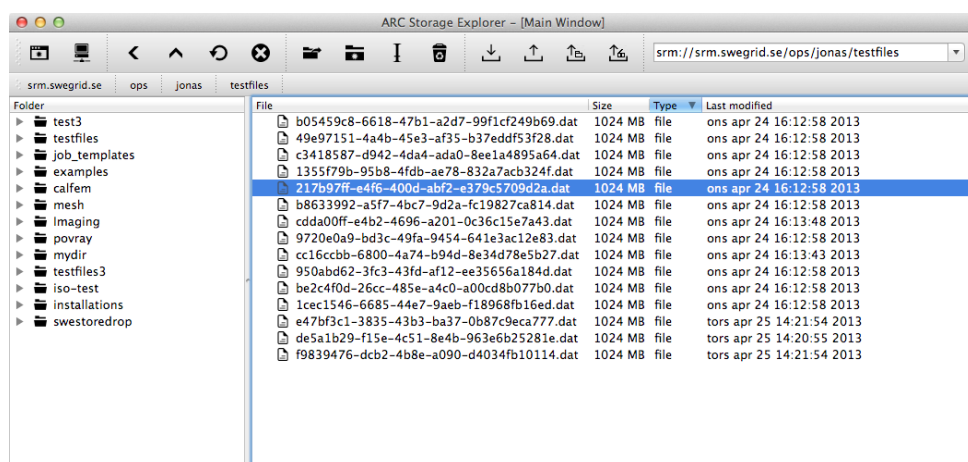 ARC Storage Explorer – [Main Window]
srm://srm.swegrid.se/ops/jonas/testfiles
srm.swegrid.se ops jonas testfiles
Folder
test3
testfiles
job_templates
examples
calfem
mesh
Imaging
povray
mydir
testfiles3
iso-test
installations
swestoredrop
File Size Type Last modified
b05459c8-6618-47b1-a2d7-99f1cf249b69.dat 1024 MB file ons apr 24 16:12:58 2013
49e97151-4a4b-45e3-af35-b37eddf53f28.dat 1024 MB file ons apr 24 16:12:58 2013
c3418587-d942-4da4-ada0-8ee1a4895a64.dat 1024 MB file ons apr 24 16:12:58 2013
1355f79b-95b8-4fdb-ae78-832a7acb324f.dat 1024 MB file ons apr 24 16:12:58 2013
217b97ff-e4f6-400d-abf2-e379c5709d2a.dat 1024 MB file ons apr 24 16:12:58 2013
b8633992-a5f7-4bc7-9d2a-fc19827ca814.dat 1024 MB file ons apr 24 16:12:58 2013
cdda00ff-e4b2-4696-a201-0c36c15e7a43.dat 1024 MB file ons apr 24 16:13:48 2013
9720e0a9-bd3c-49fa-9454-641e3ac12e83.dat 1024 MB file ons apr 24 16:12:58 2013
cc16ccbb-6800-4a74-b94d-8e34d78e5b27.dat 1024 MB file ons apr 24 16:13:43 2013
950abd62-3fc3-43fd-af12-ee35656a184d.dat 1024 MB file ons apr 24 16:12:58 2013
be2c4f0d-26cc-485e-a4c0-a00cd8b077b0.dat 1024 MB file ons apr 24 16:12:58 2013
1cec1546-6685-44e7-9aeb-f18968fb16ed.dat 1024 MB file ons apr 24 16:12:58 2013
e47bf3c1-3835-43b3-ba37-0b87c9eca777.dat 1024 MB file tors apr 25 14:21:54 2013
de5a1b29-f15e-4c51-8e4b-963e6b25281e.dat 1024 MB file tors apr 25 14:20:55 2013
f9839476-dcb2-4b8e-a090-d4034fb10114.dat 1024 MB file tors apr 25 14:21:54 2013